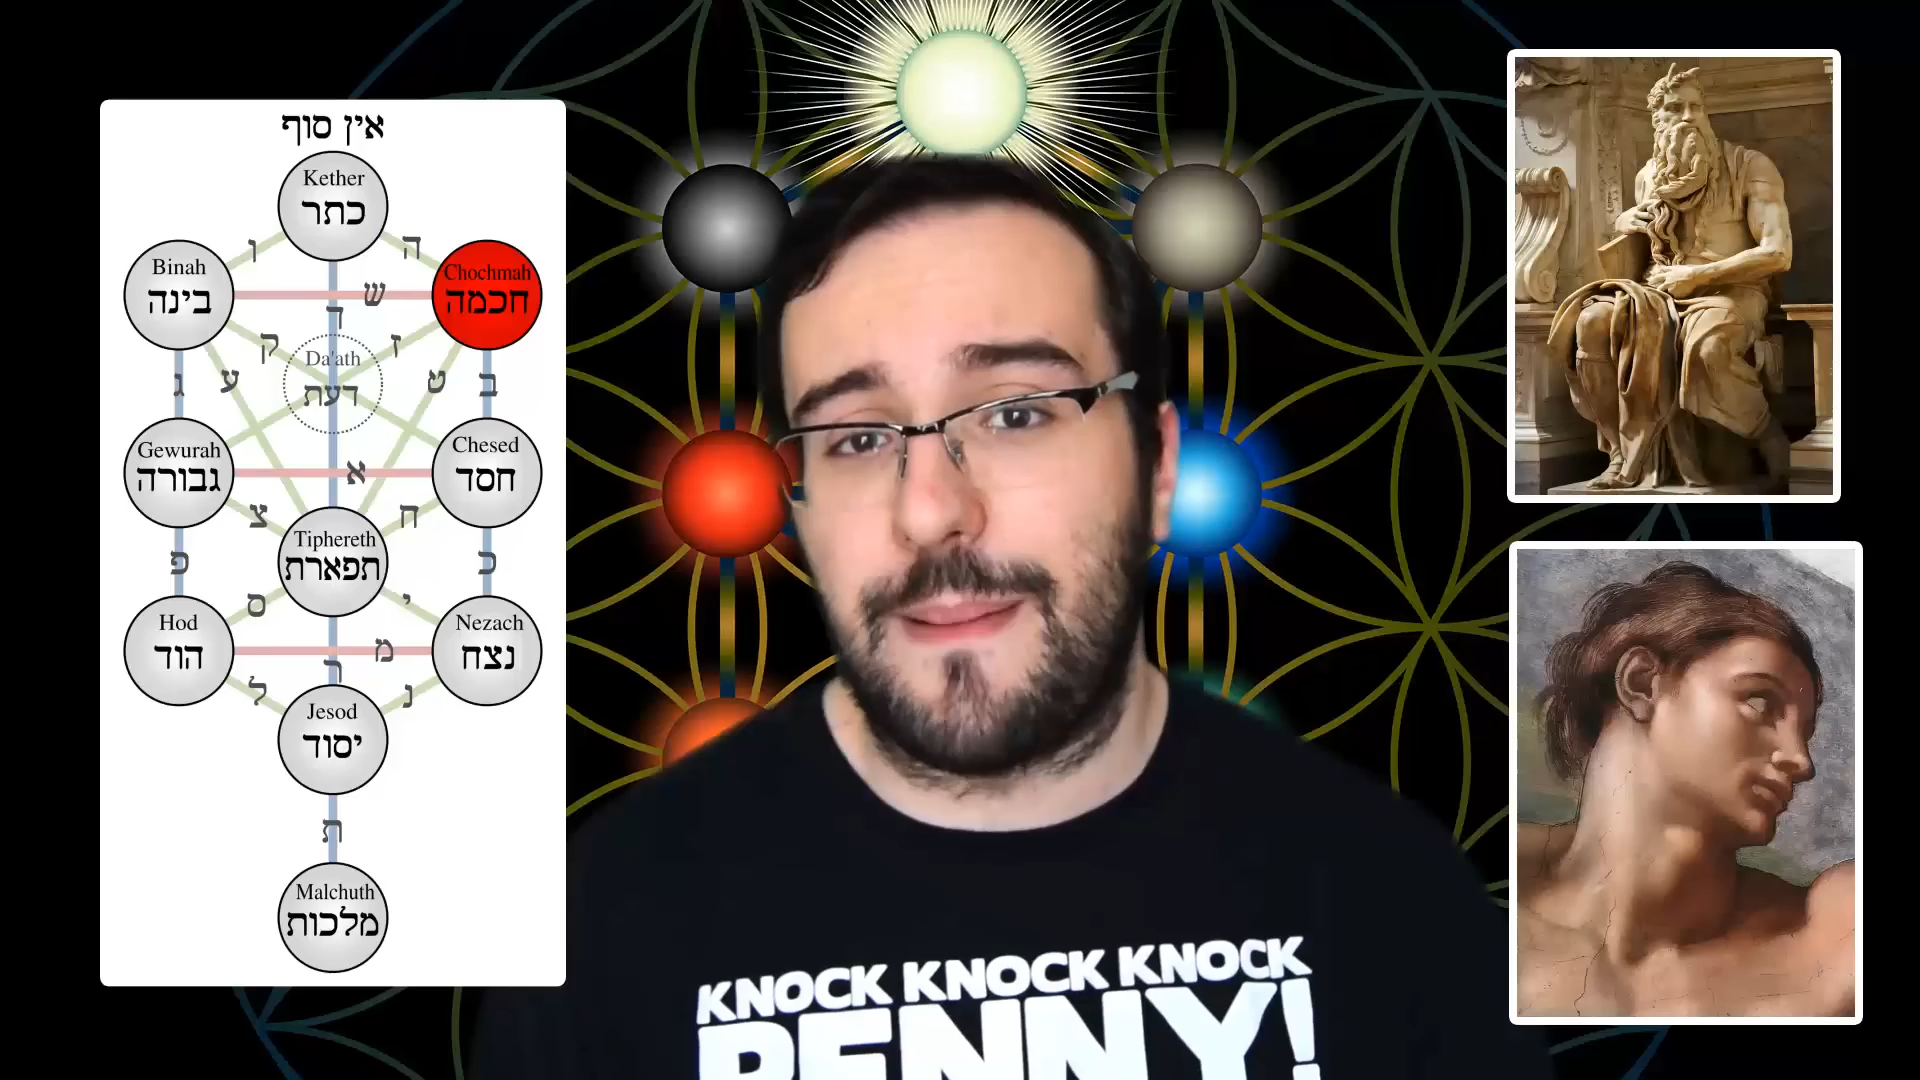 אין סוף
Kether
כתר
ו
ה
Binah
בינה
Chochmah
חכמה
ש
ד
ק
ז
Da'ath
דעת
ג
ע
ט
ב
Gewurah
גבורה
Chesed
חסד
א
צ
ח
Tiphereth
תפארת
פ
כ
ס
י
Hod
הוד
Nezach
נצח
מ
ר
ל
נ
Jesod
יסוד
ת
Malchuth
מלכות
KNOCK KNOCK KNOCK
PENNY!